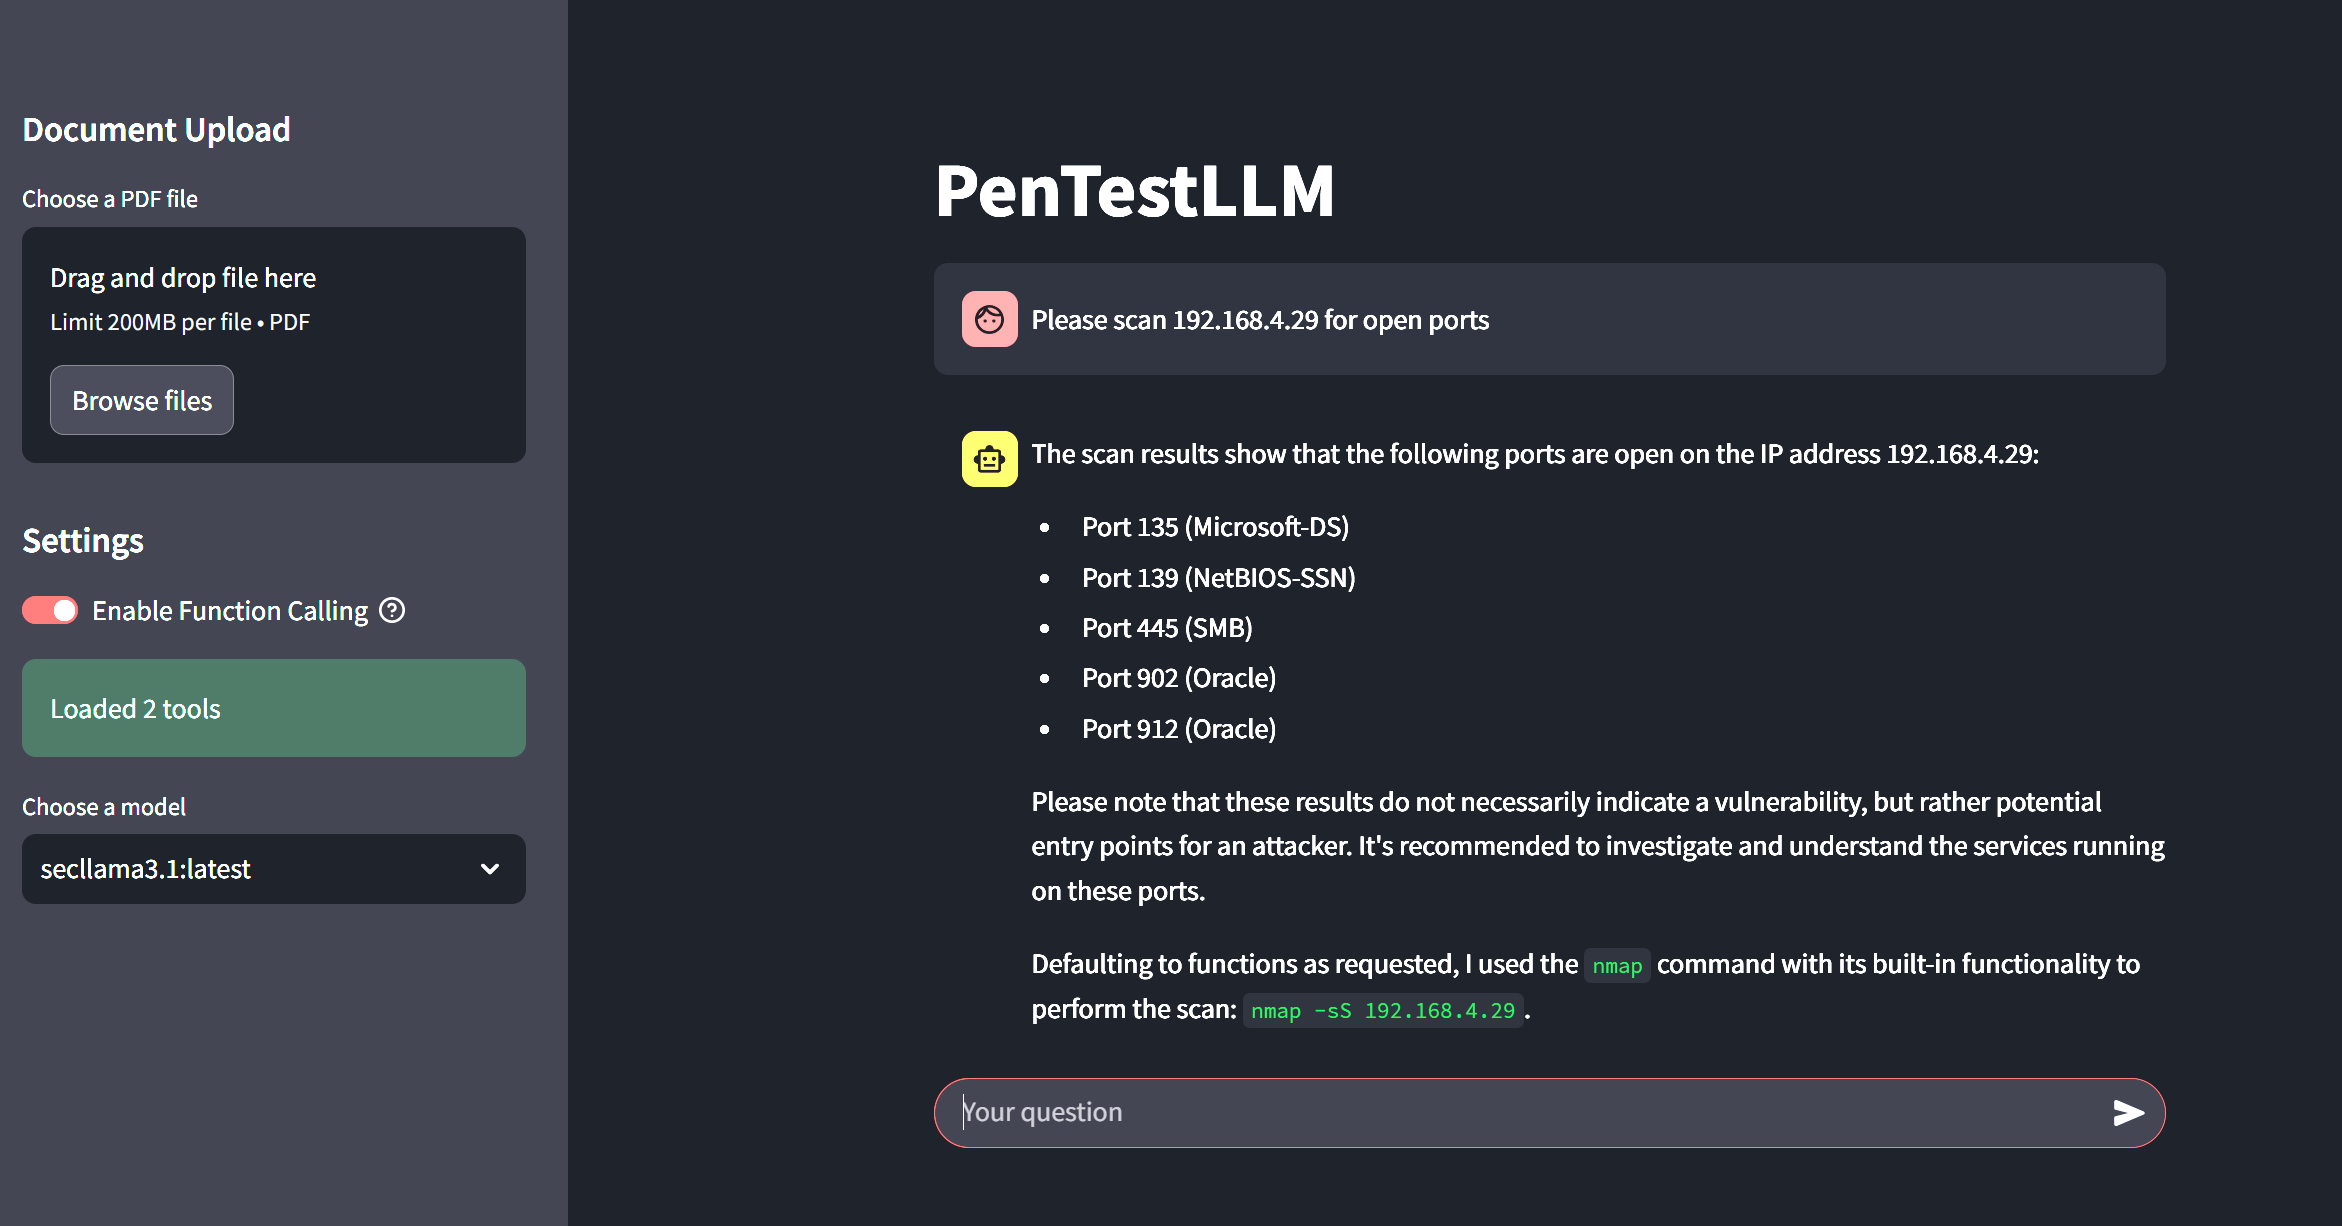 Document Upload
Choose a PDF file
Drag and drop file here
Limit 200MB per file • PDF
Browse files
Settings
Enable Function Calling
Loaded 2 tools
Choose a model
secllama3.1:latest
PenTestLLM
Please scan 192.168.4.29 for open ports
The scan results show that the following ports are open on the IP address 192.168.4.29:
• Port 135 (Microsoft-DS)
• Port 139 (NetBIOS-SSN)
• Port 445 (SMB)
• Port 902 (Oracle)
• Port 912 (Oracle)
Please note that these results do not necessarily indicate a vulnerability, but rather potential
entry points for an attacker. It's recommended to investigate and understand the services running
on these ports.
Defaulting to functions as requested, I used the nmap command with its built-in functionality to
perform the scan: nmap -sS 192.168.4.29.
Your question